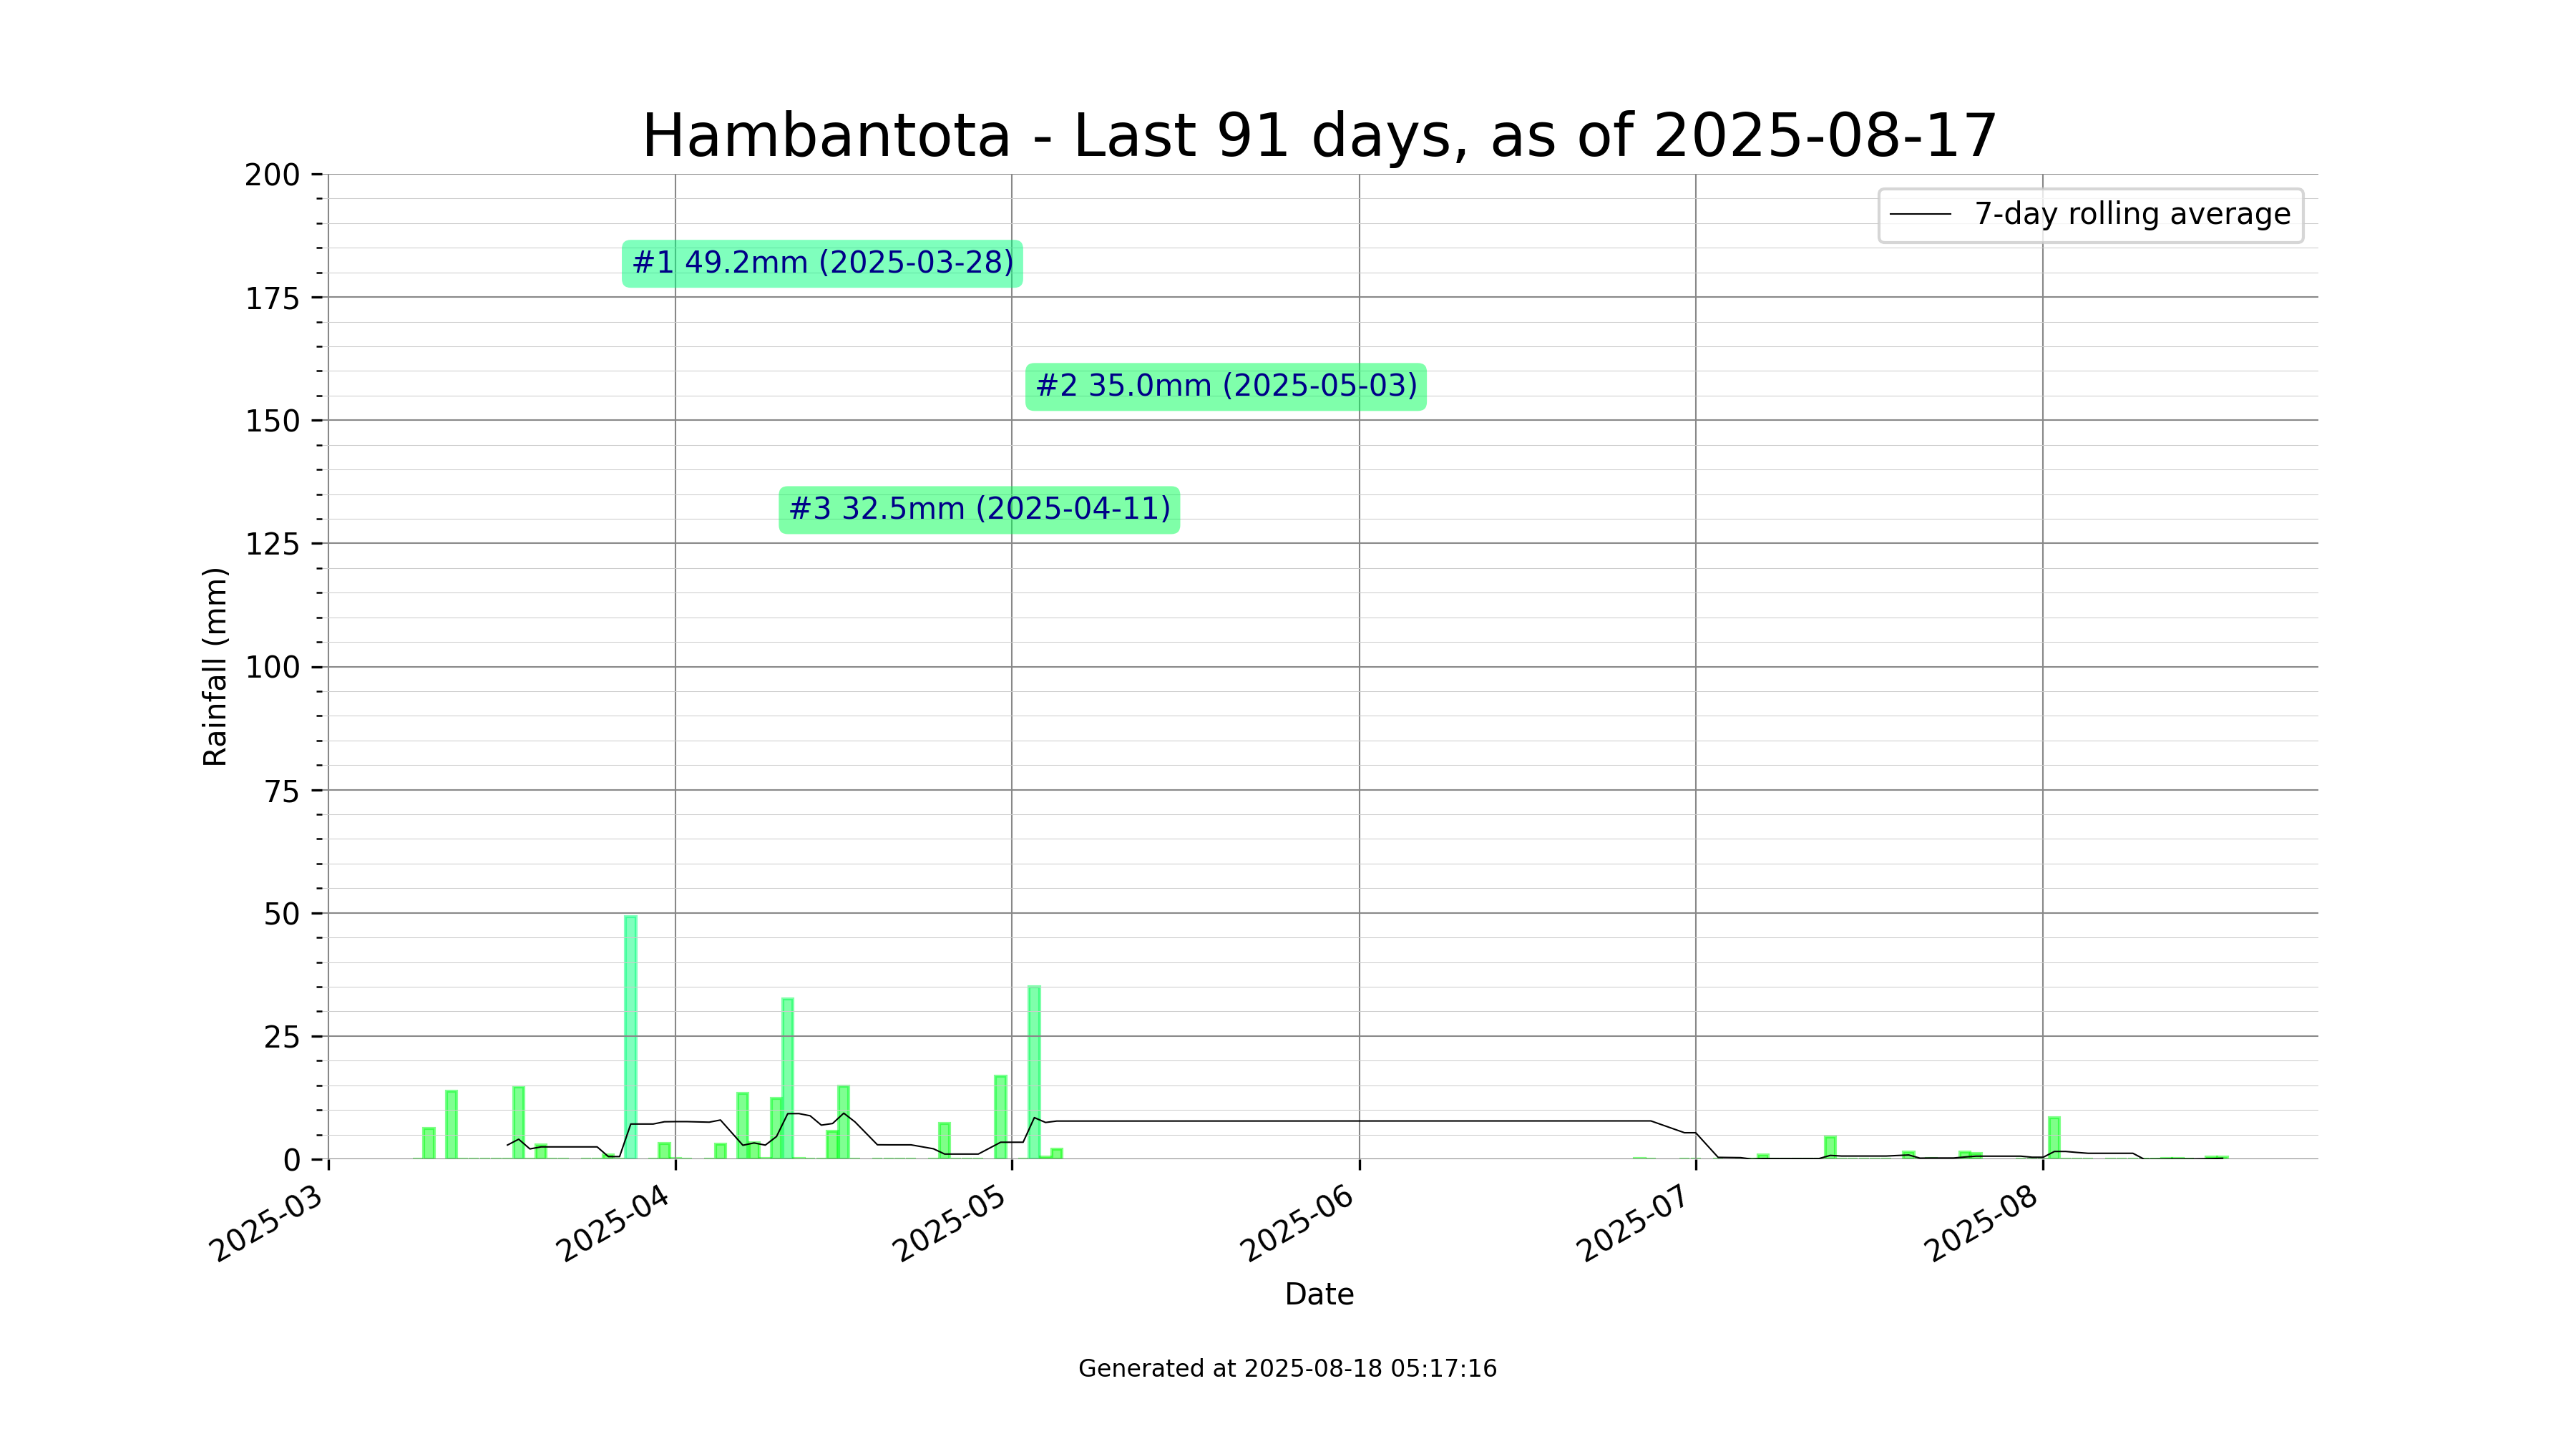 Hambantota - Last 91 days, as of 2025-08-17
7-day rolling average
#1 49.2mm (2025-03-28)
#2 35.0mm (2025-05-03)
#3 32.5mm (2025-04-11)
Rainfall (mm)
200
175
150
125
100
75
50
25
0
2025-03
2025-04
2025-05
2025-06
2025-07
2025-08
Date
Generated at 2025-08-18 05:17:16